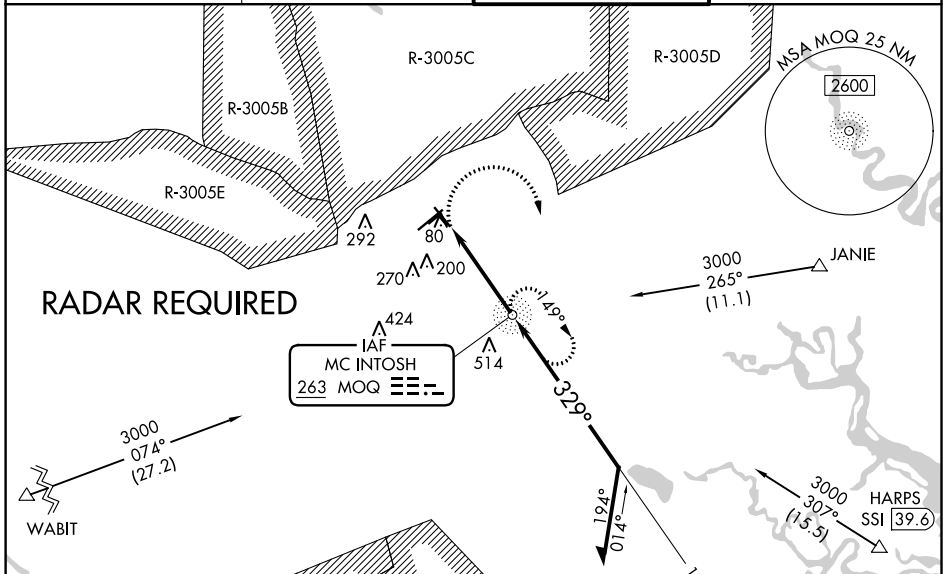 R-3005C
R-3005D
R-3005B
R-3005E
MSA MOQ 25 NM
2600
292
80
270
200
424
514
RADAR REQUIRED
3000
265°
(11.1)
JANIE
149°
IAF
MC INTOSH
263 MOQ
329°
3000
074°
(27.2)
WABIT
194°
014°
3000
307°
(15.5)
HARPS
SSI 39.6